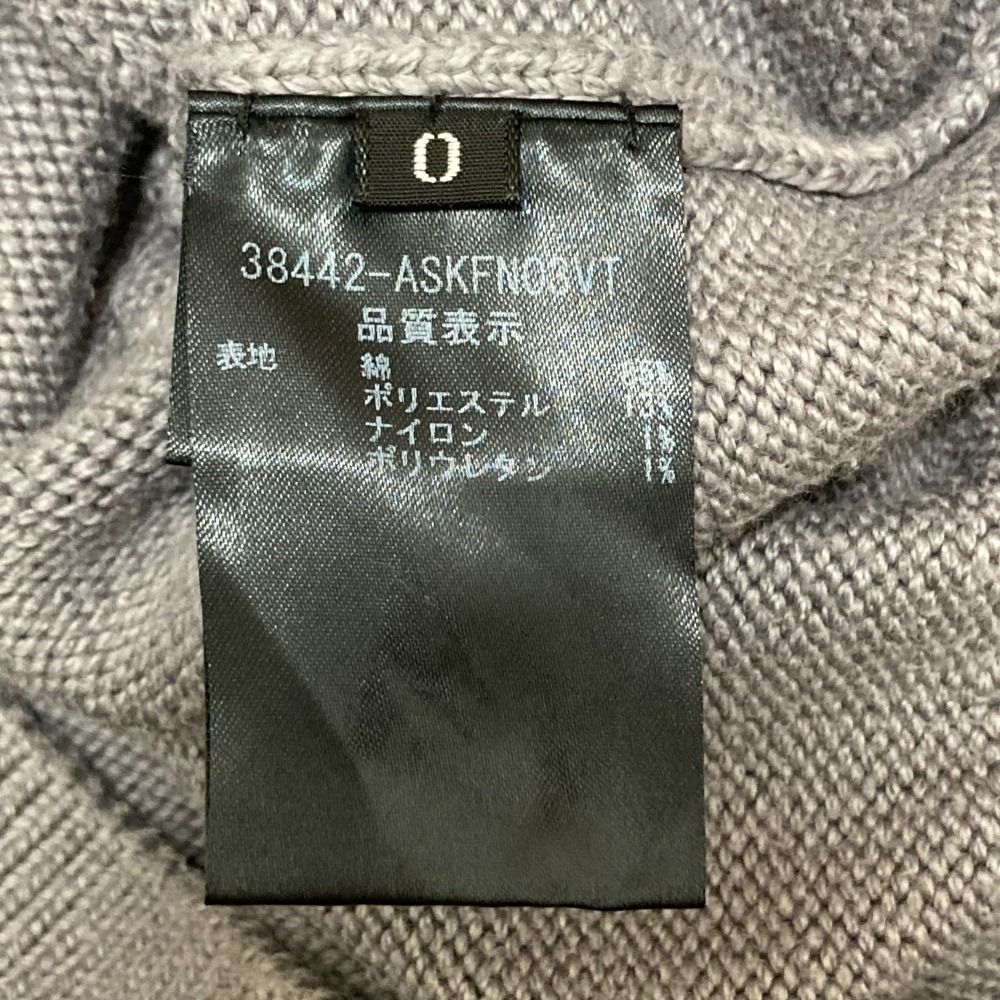 0
38442-ASKFN03VT
品質表示
表地 綿
ポリエステル
ナイロン 1%
ポリウレタン 1%